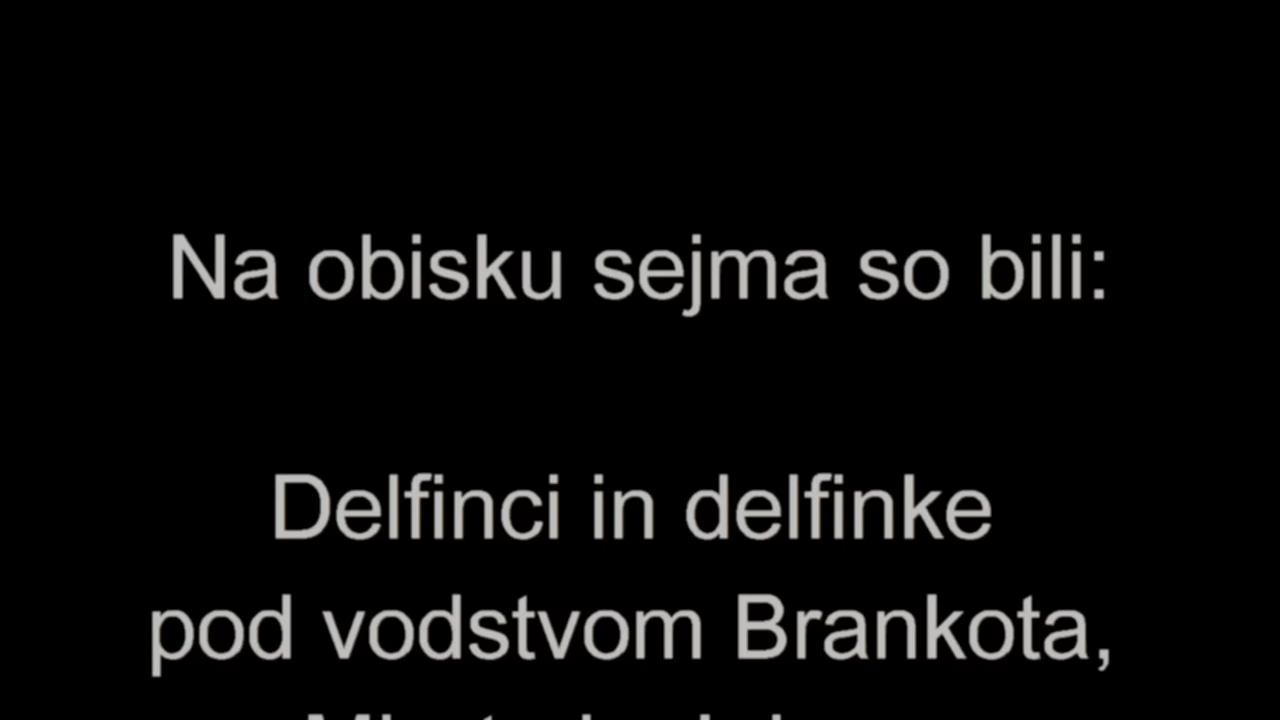 Na obisku sejma so bili:
Delfinci in delfinke
pod vodstvom Brankota,